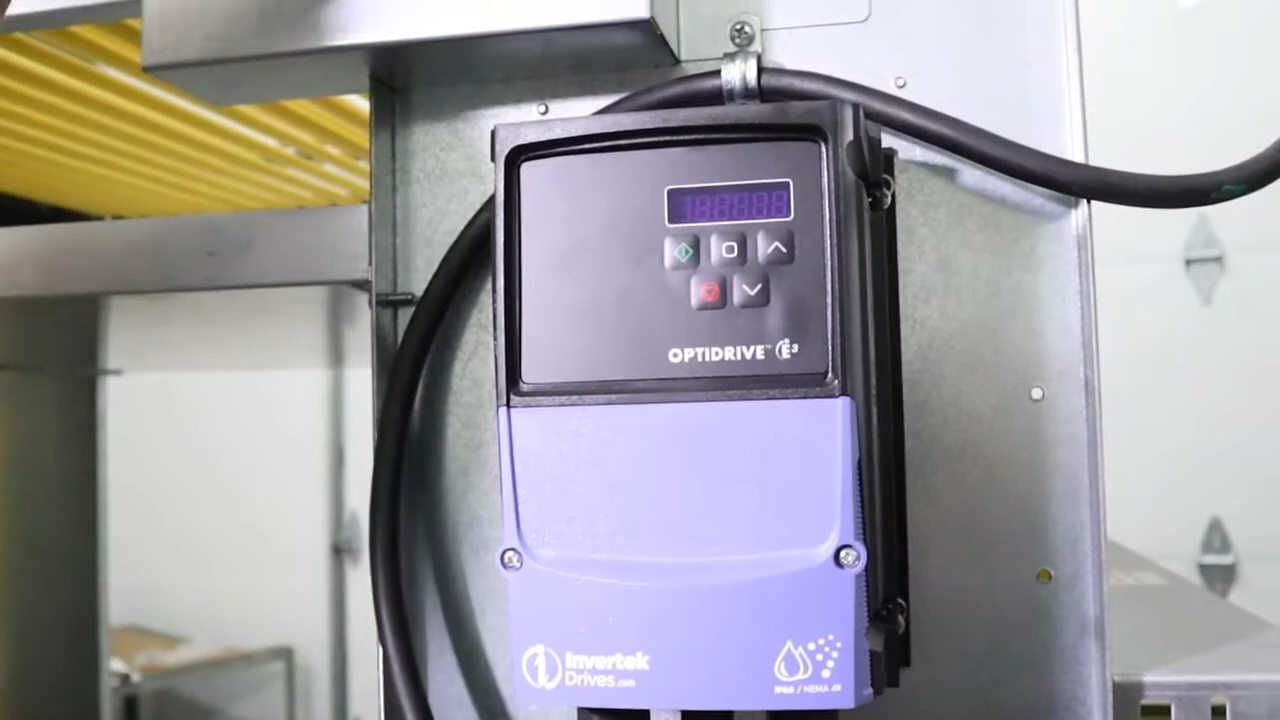 OPTIDRIVE™ E³
Invertek
Drives.com
IP66 / NEMA 4X